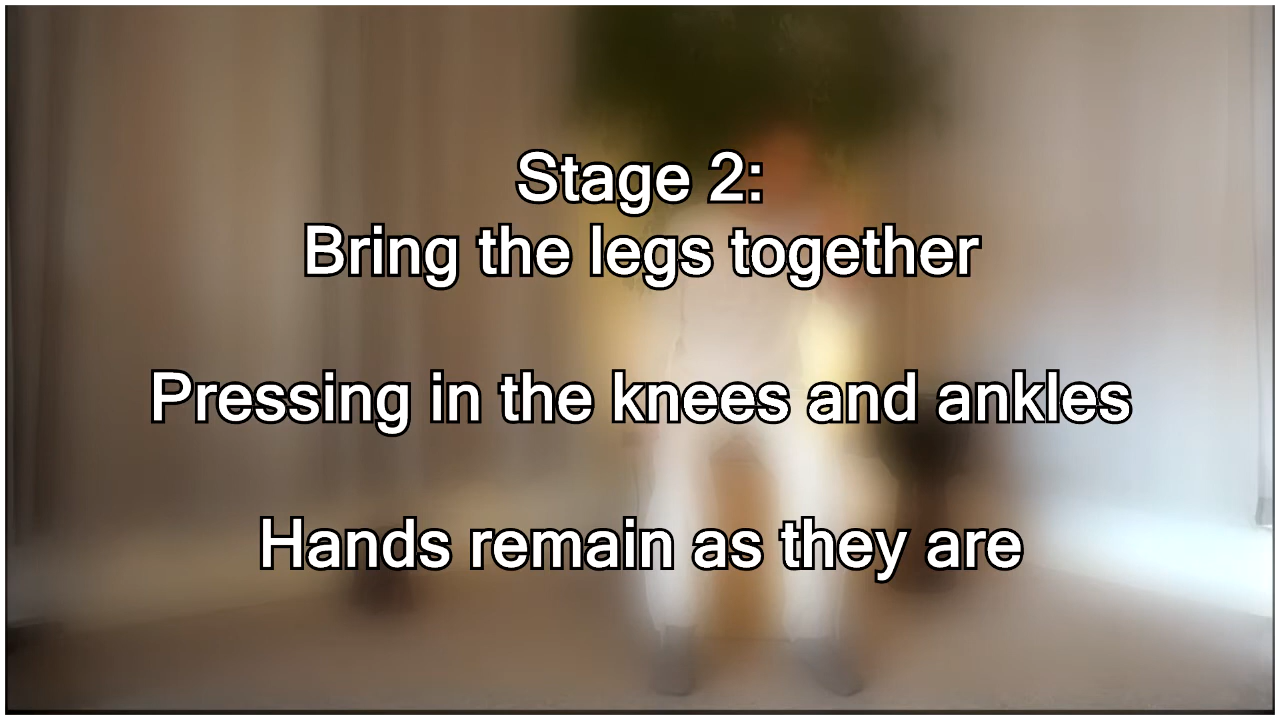 Stage 2:
Bring the legs together
Pressing in the knees and ankles
Hands remain as they are